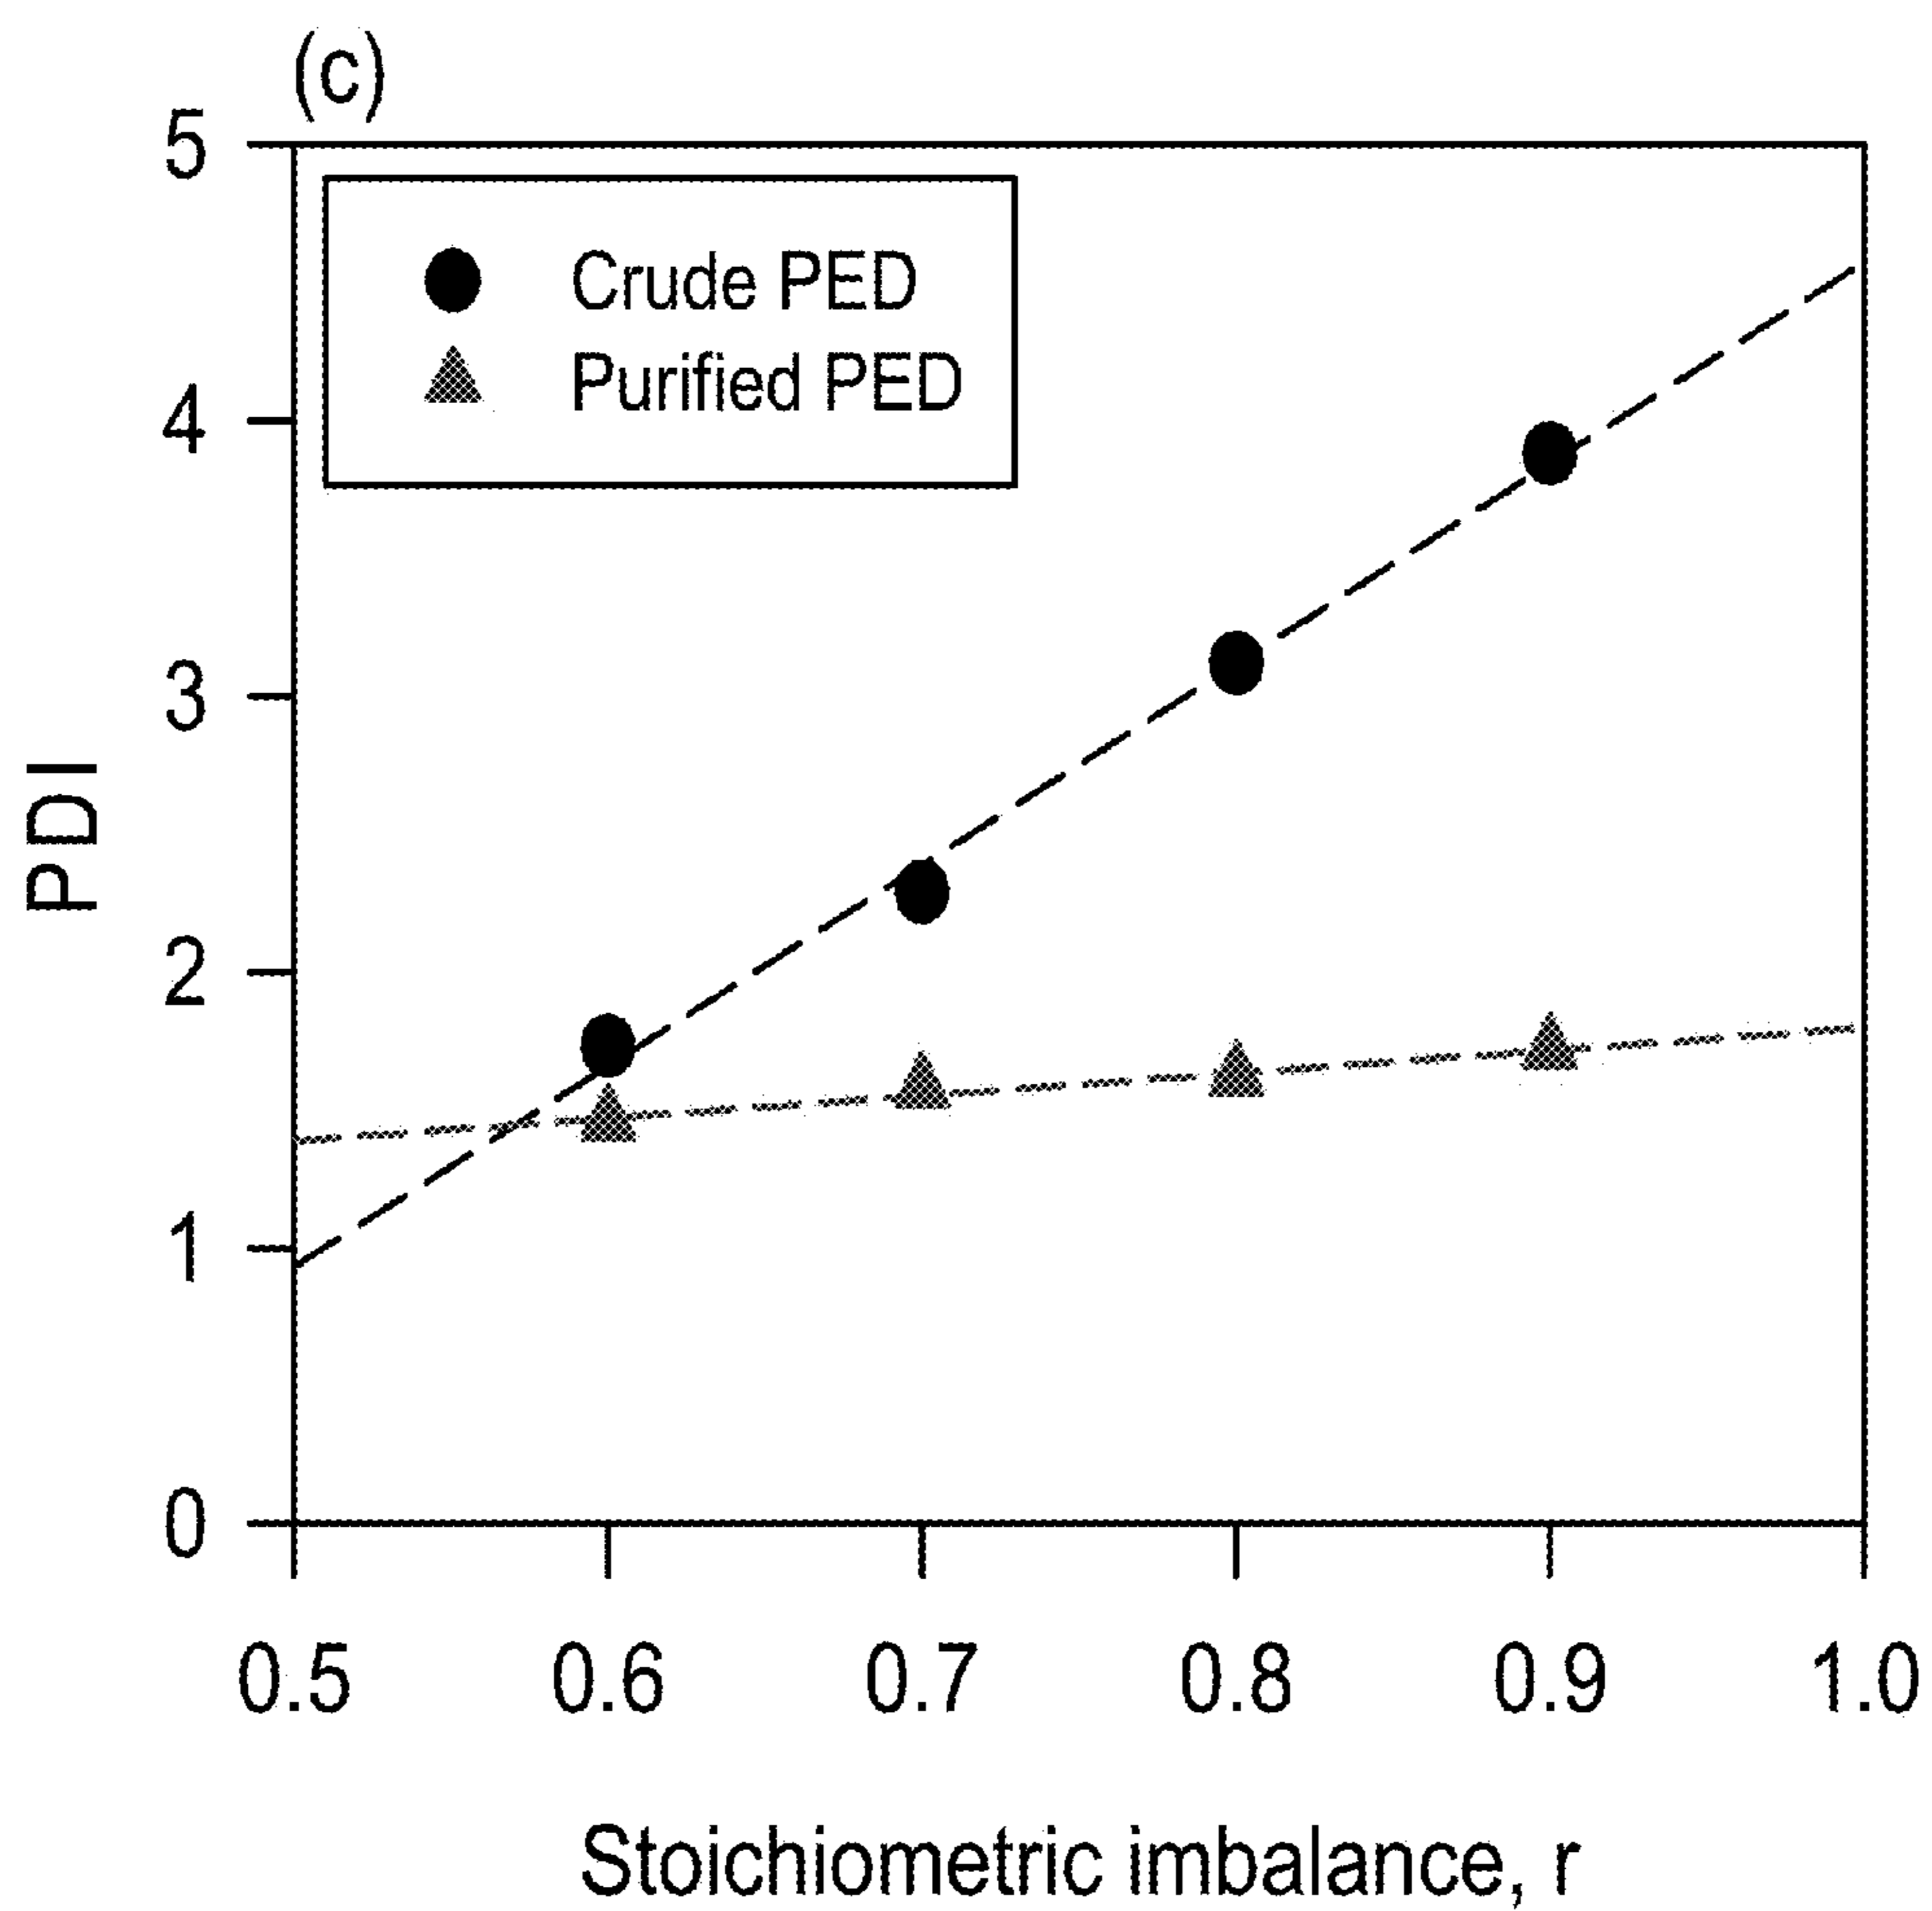 (c)
5
Crude PED
Purified PED
4
3
PDI
2
1
0
0.5 0.6 0.7 0.8 0.9 1.0
Stoichiometric imbalance, r